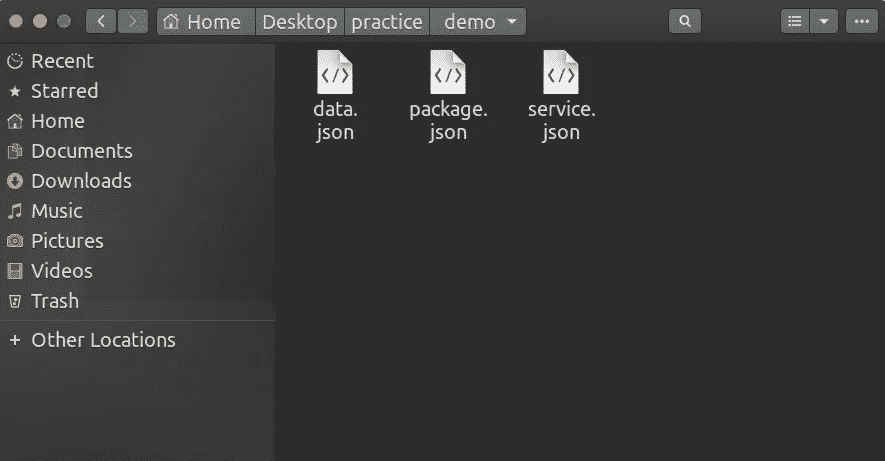 Home Desktop practice demo
Recent
Starred
Home
Documents
Downloads
Music
Pictures
Videos
Trash
Other Locations
data.
json
package.
json
service.
json